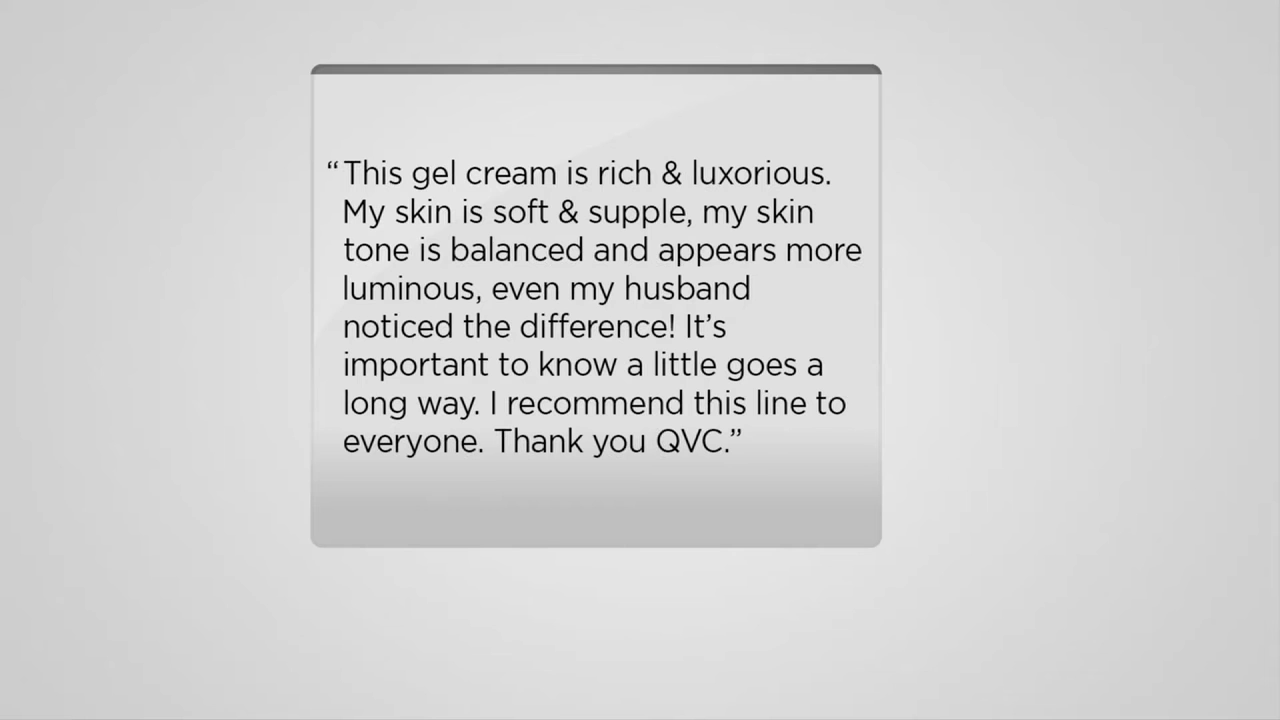 “This gel cream is rich & luxorious.
My skin is soft & supple, my skin
tone is balanced and appears more
luminous, even my husband
noticed the difference! It’s
important to know a little goes a
long way. I recommend this line to
everyone. Thank you QVC.”